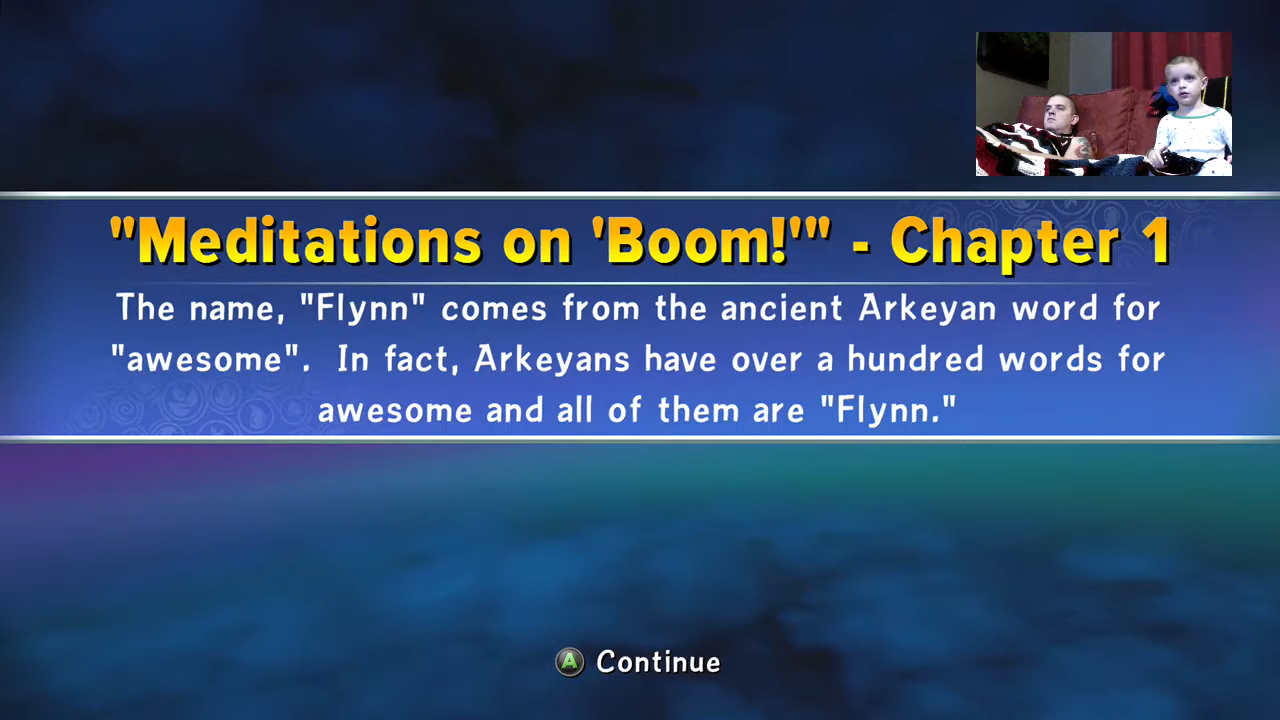 "Meditations on 'Boom!'" - Chapter 1
The name, "Flynn" comes from the ancient Arkeyan word for
"awesome".  In fact, Arkeyans have over a hundred words for
awesome and all of them are "Flynn."
A Continue